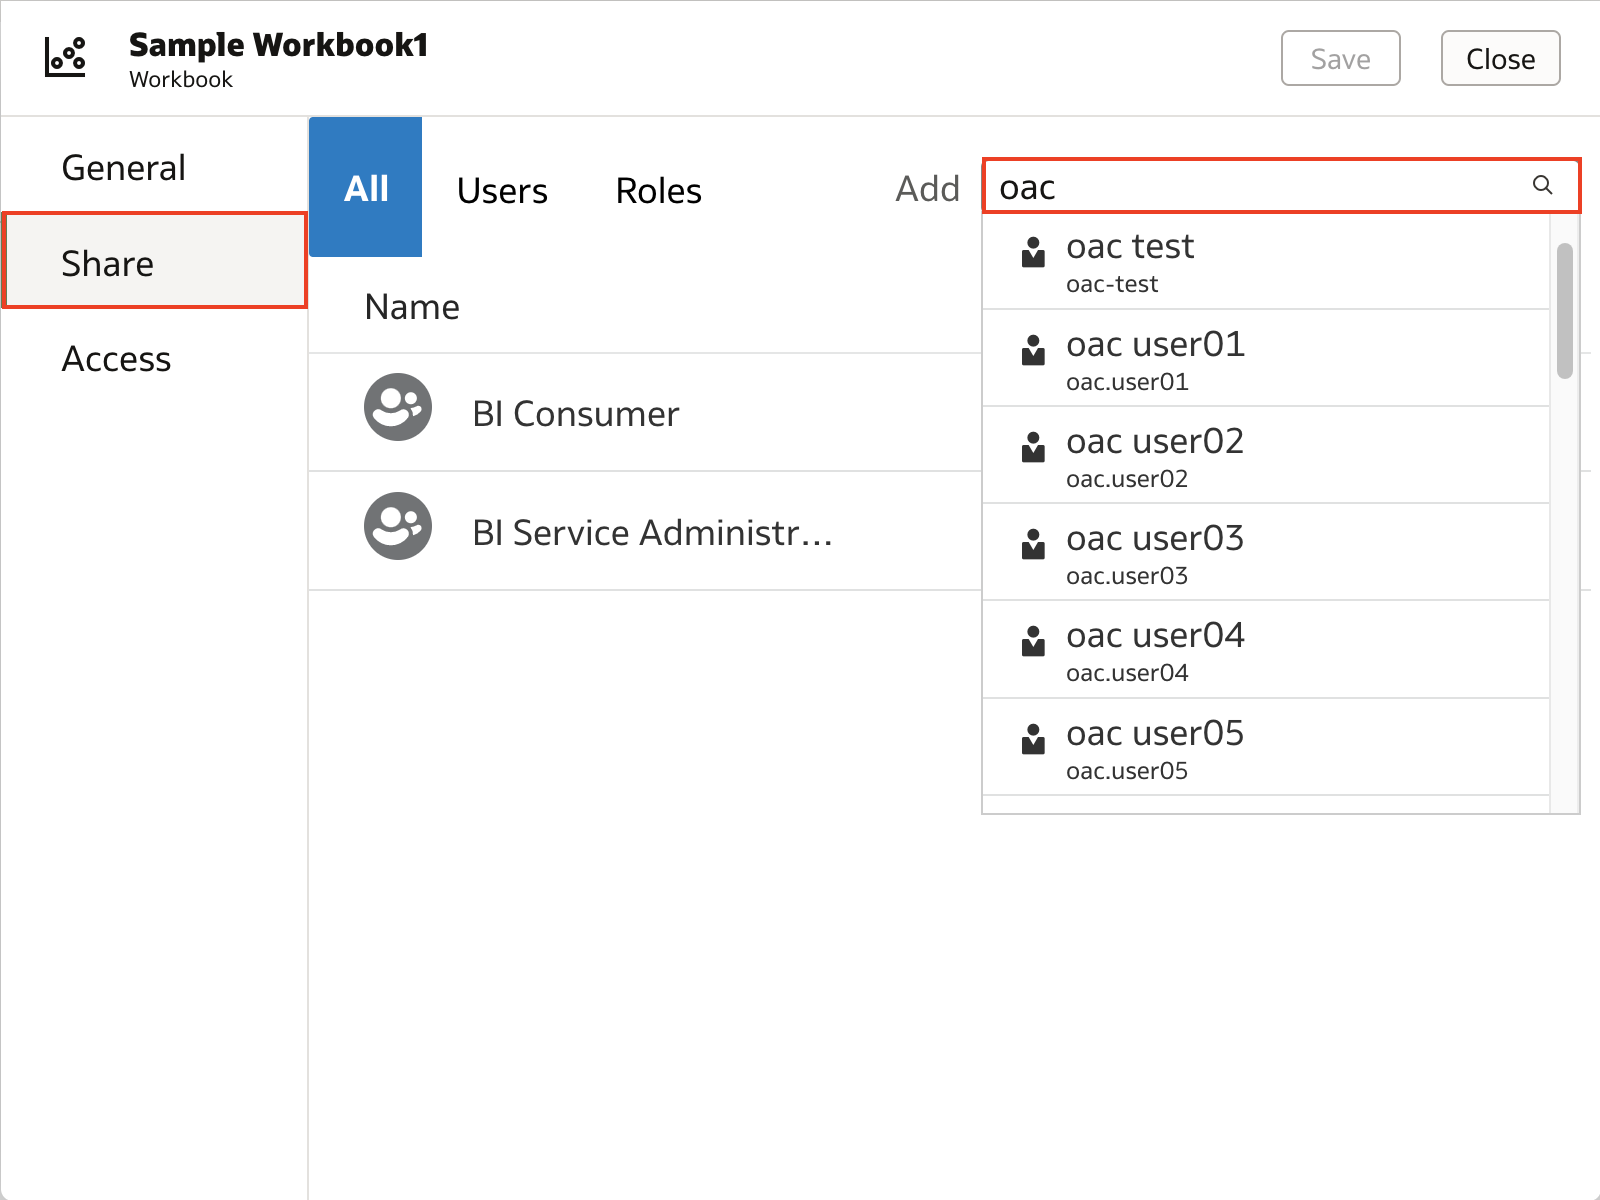 Sample Workbook1
Workbook
Save
Close
General
Share
Access
All
Users
Roles
Add
oac
Name
BI Consumer
BI Service Administr...
oac test
oac-test
oac user01
oac.user01
oac user02
oac.user02
oac user03
oac.user03
oac user04
oac.user04
oac user05
oac.user05